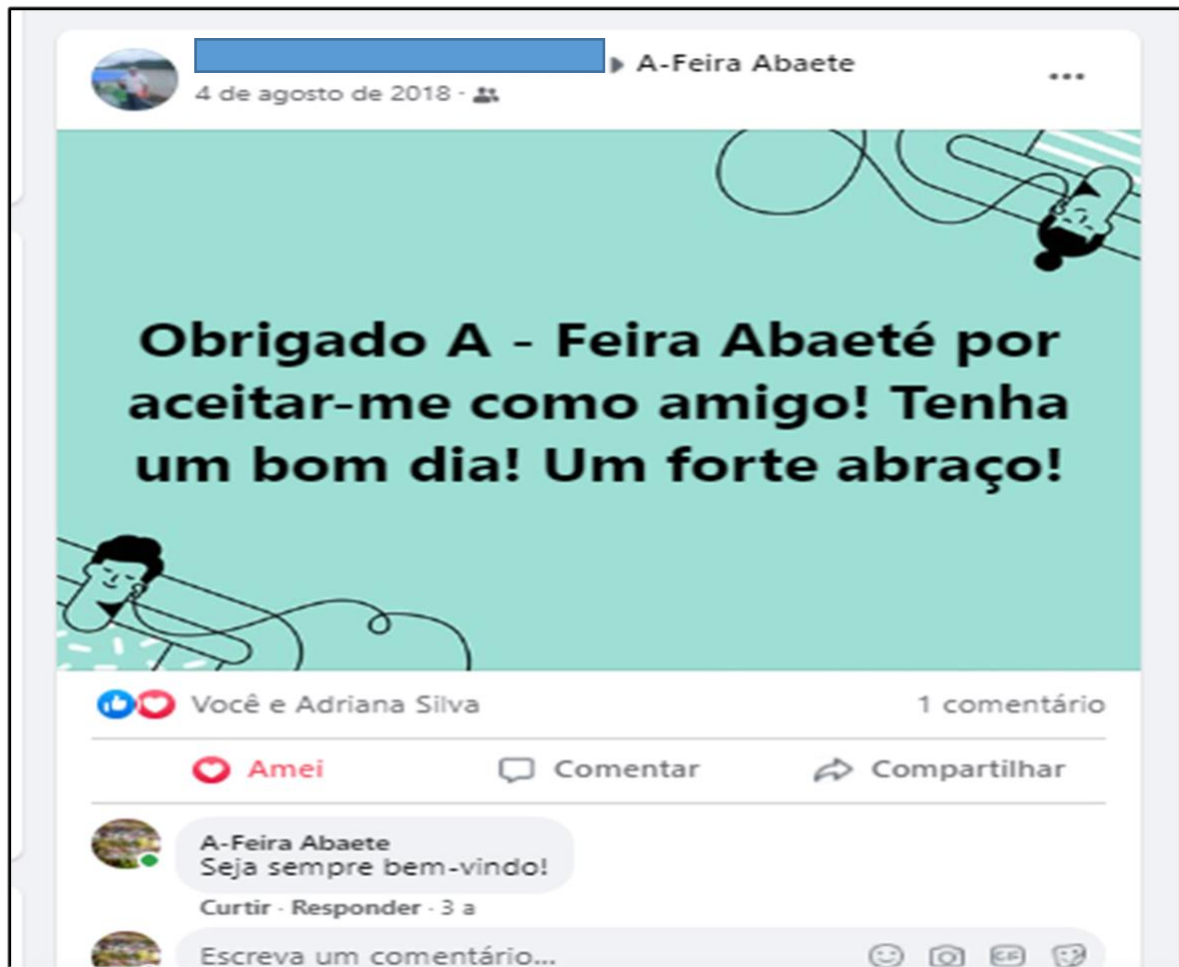 A-Feira Abaete
4 de agosto de 2018 ·
Obrigado A - Feira Abaeté por
aceitar-me como amigo! Tenha
um bom dia! Um forte abraço!
Você e Adriana Silva 1 comentário
Amei Comentar Compartilhar
A-Feira Abaete
Seja sempre bem-vindo!
Curtir · Responder · 3 a
Escreva um comentário... GIF